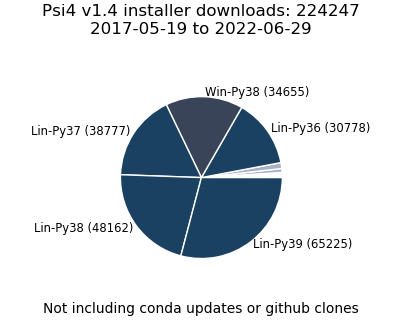 Psi4 v1.4 installer downloads: 224247
2017-05-19 to 2022-06-29
Win-Py38 (34655)
Lin-Py37 (38777)
Lin-Py36 (30778)
Lin-Py38 (48162)
Lin-Py39 (65225)
Not including conda updates or github clones